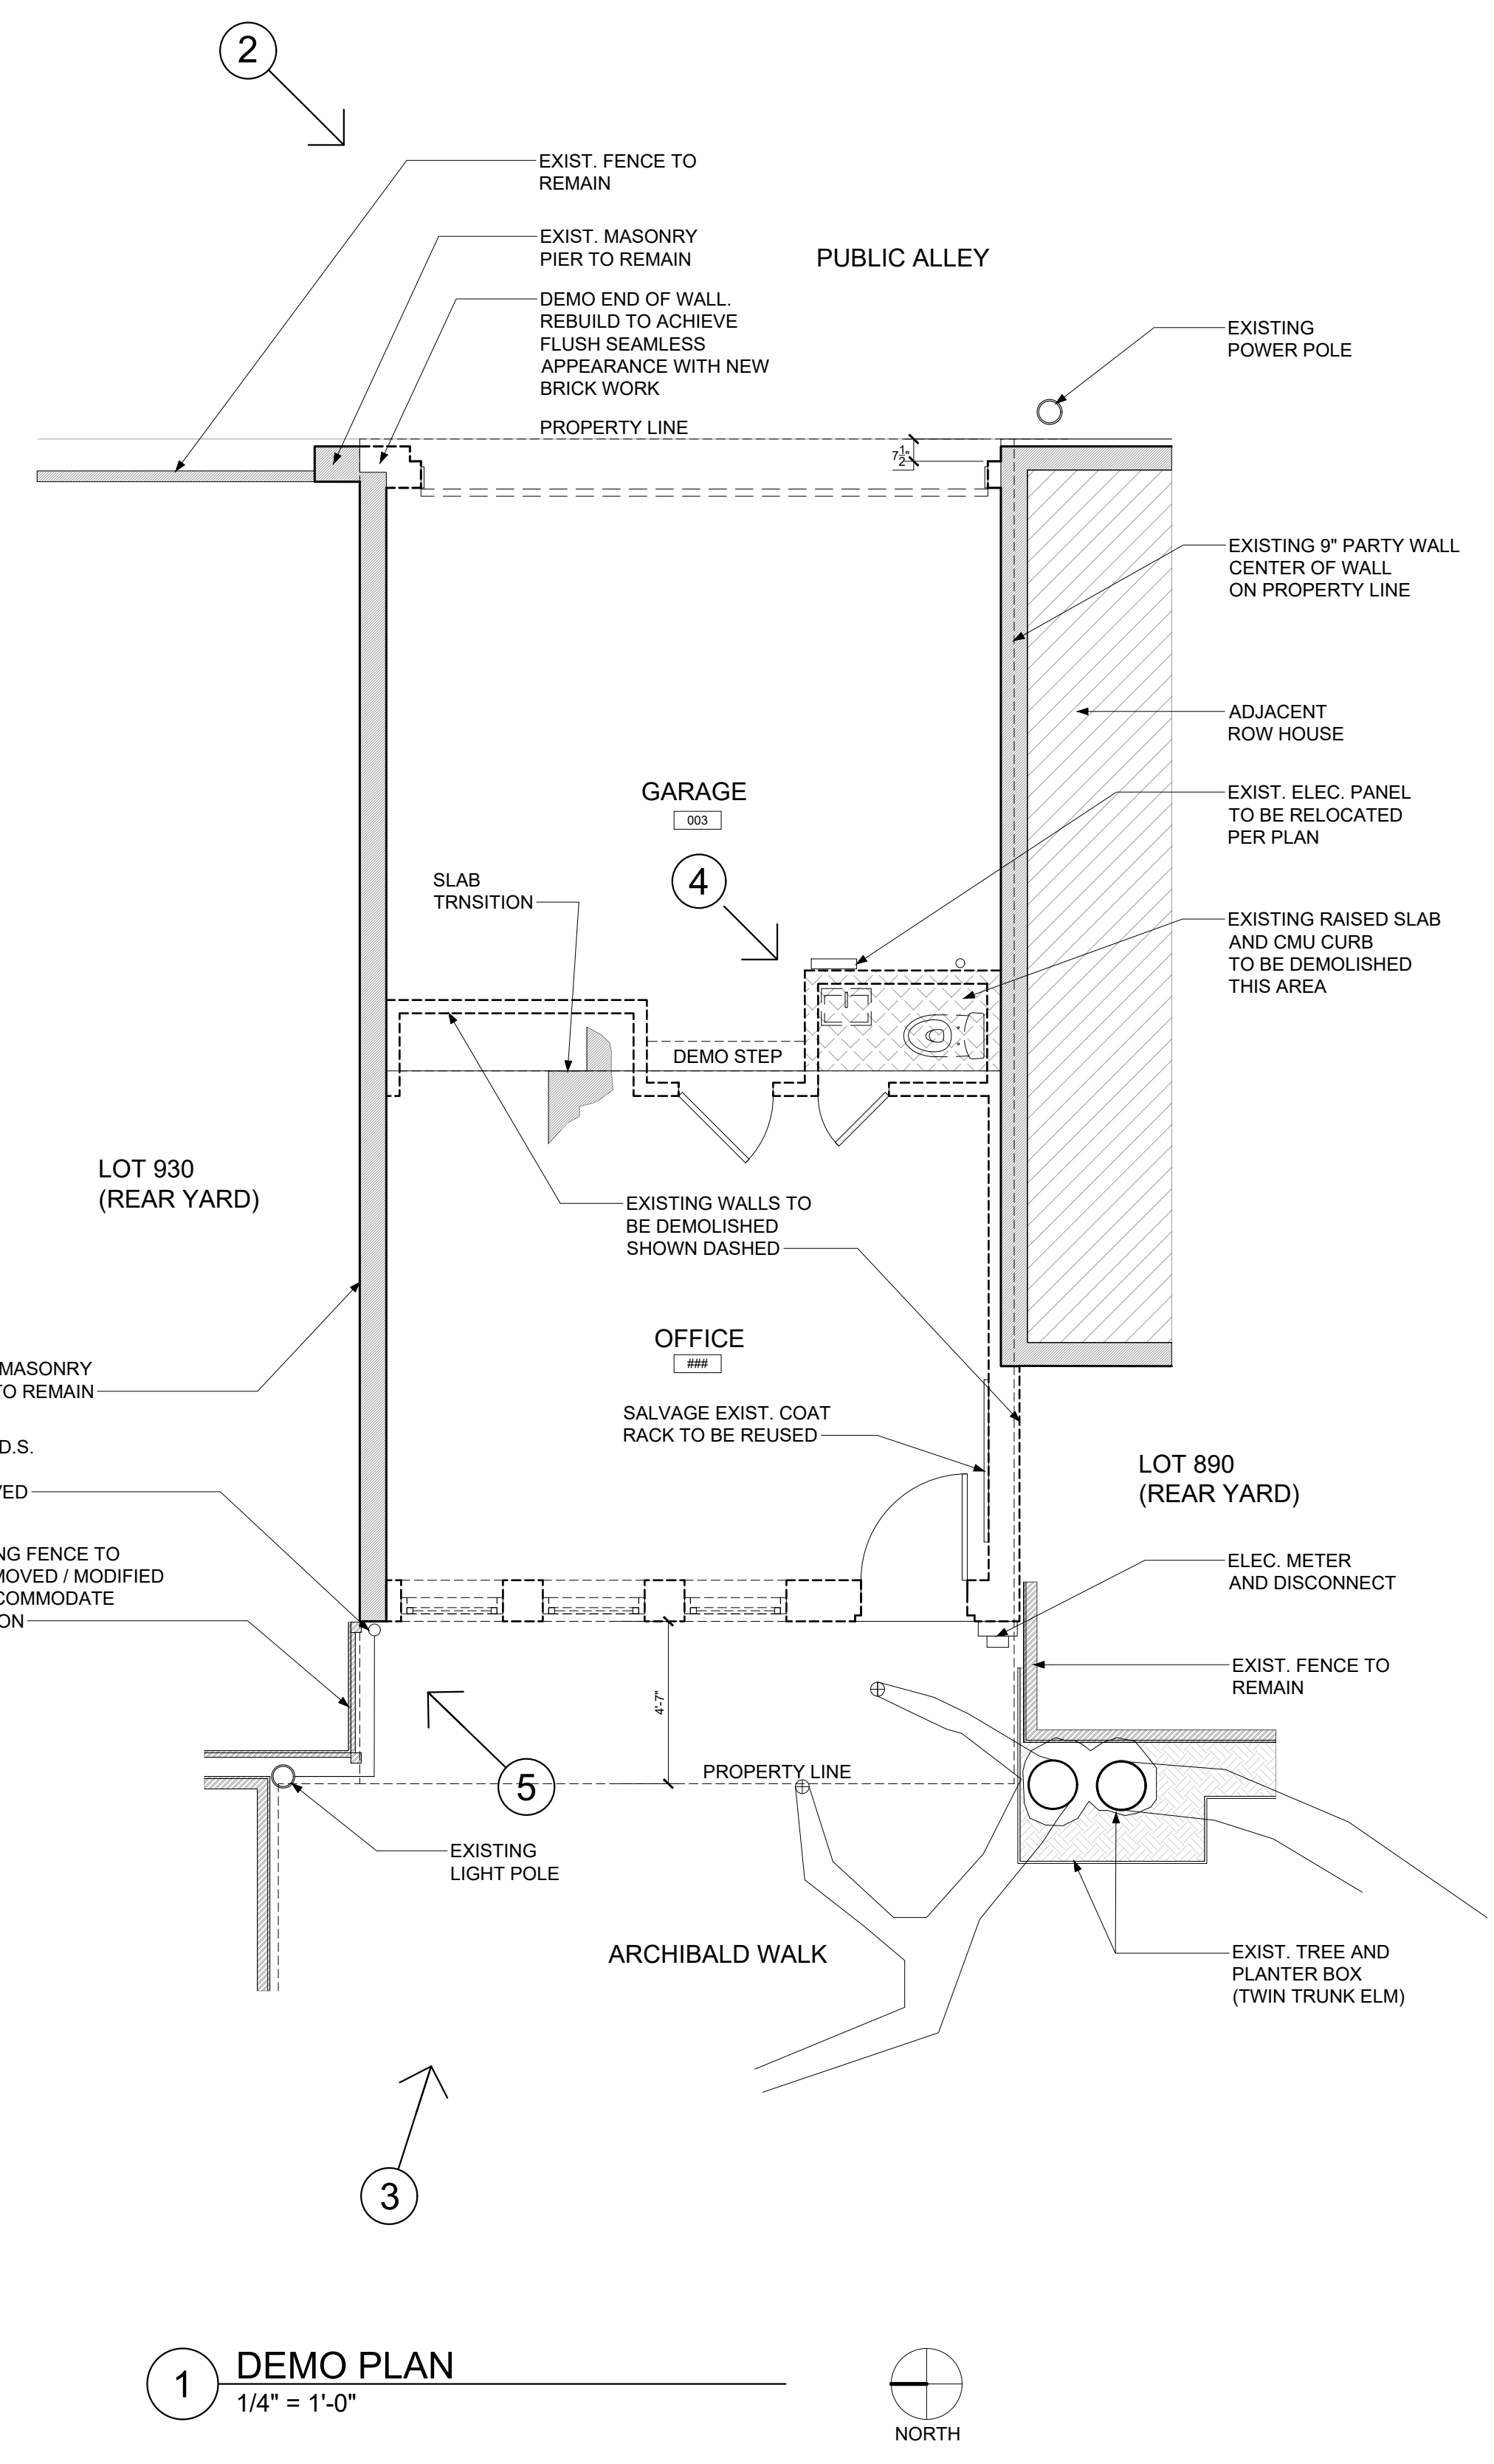 2
EXIST. FENCE TO
REMAIN
EXIST. MASONRY
PIER TO REMAIN
PUBLIC ALLEY
DEMO END OF WALL.
REBUILD TO ACHIEVE
FLUSH SEAMLESS
APPEARANCE WITH NEW
BRICK WORK
EXISTING
POWER POLE
PROPERTY LINE
7 1/2"
EXISTING 9" PARTY WALL
CENTER OF WALL
ON PROPERTY LINE
ADJACENT
ROW HOUSE
GARAGE
003
EXIST. ELEC. PANEL
TO BE RELOCATED
PER PLAN
SLAB
TRNSITION
4
EXISTING RAISED SLAB
AND CMU CURB
TO BE DEMOLISHED
THIS AREA
DEMO STEP
LOT 930
(REAR YARD)
EXISTING WALLS TO
BE DEMOLISHED
SHOWN DASHED
OFFICE
###
MASONRY
TO REMAIN
SALVAGE EXIST. COAT
RACK TO BE REUSED
D.S.
VED
LOT 890
(REAR YARD)
NG FENCE TO
MOVED / MODIFIED
COMMODATE
ON
ELEC. METER
AND DISCONNECT
EXIST. FENCE TO
REMAIN
4'-7"
PROPERTY LINE
5
EXISTING
LIGHT POLE
ARCHIBALD WALK
EXIST. TREE AND
PLANTER BOX
(TWIN TRUNK ELM)
3
1
DEMO PLAN
1/4" = 1'-0"
NORTH